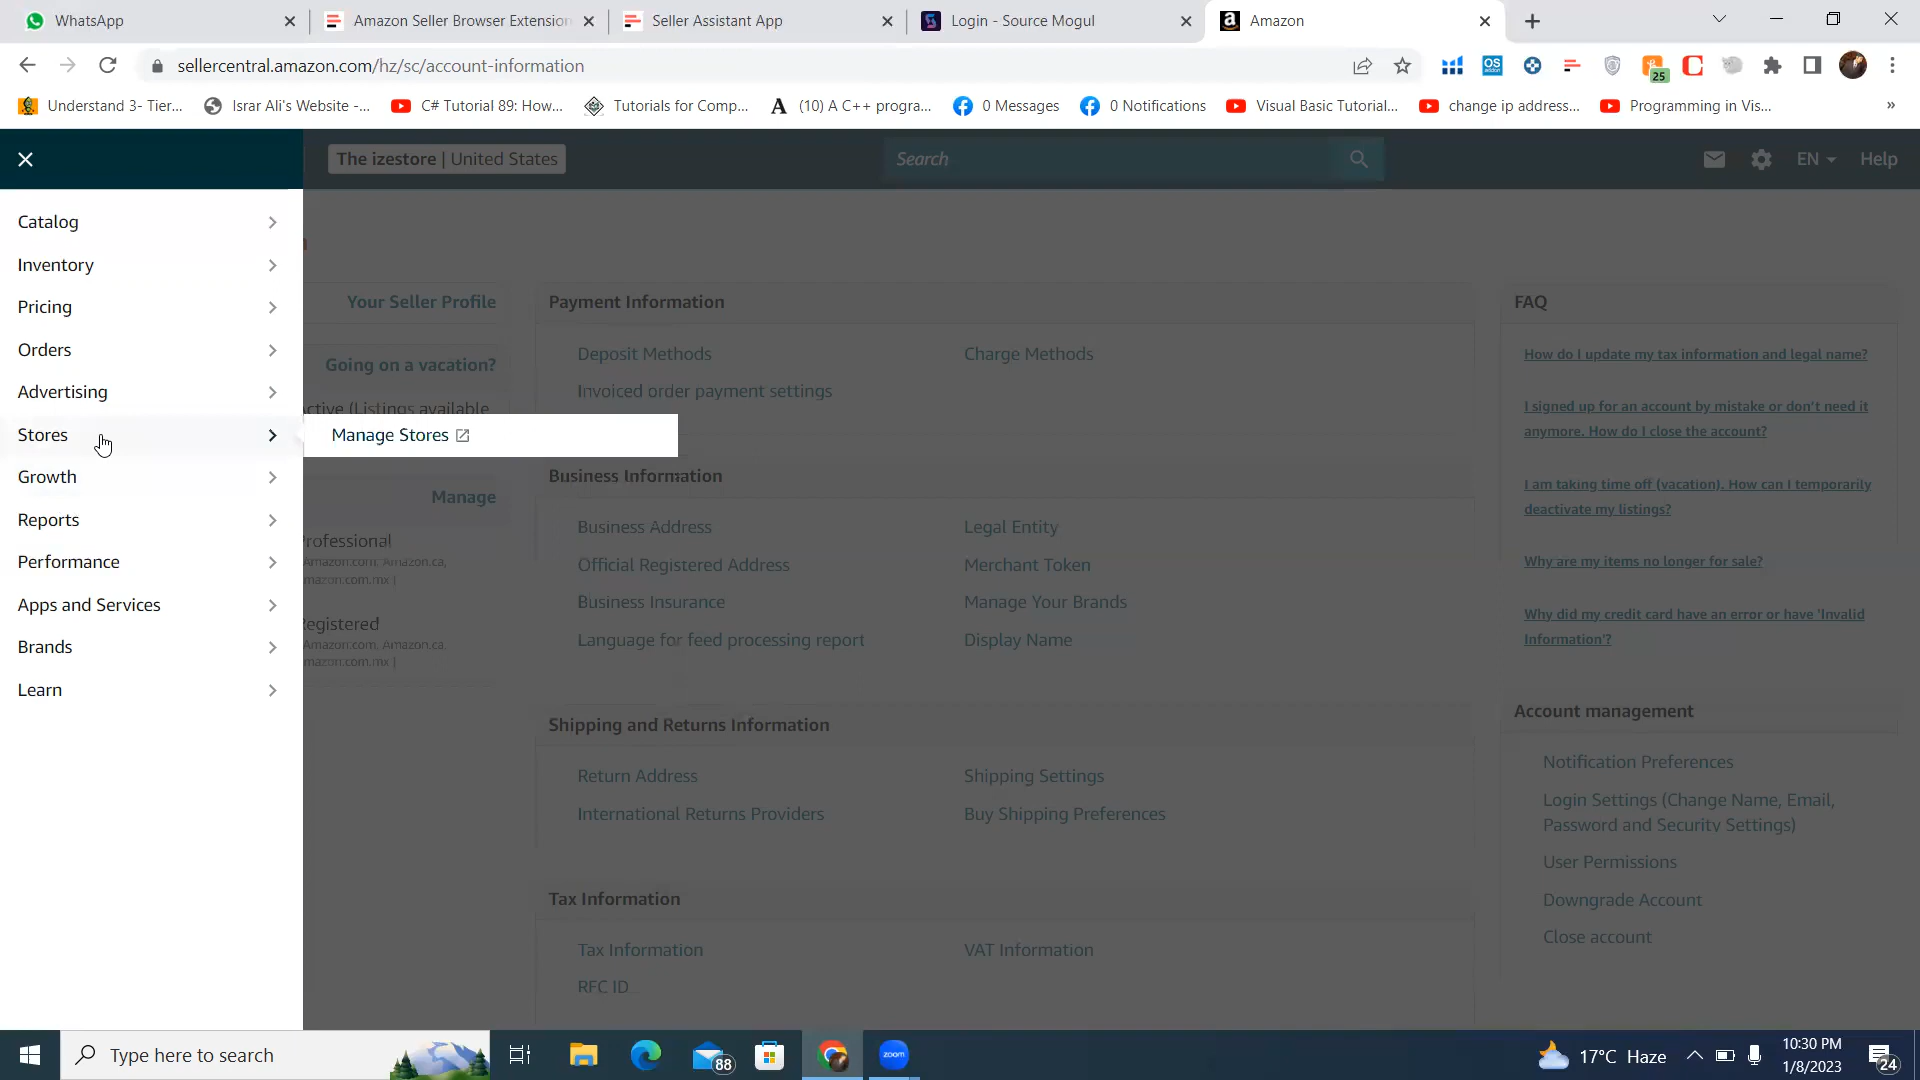 WhatsApp
Amazon Seller Browser Extension
Seller Assistant App
Login - Source Mogul
Amazon
sellercentral.amazon.com/hz/sc/account-information
25
Understand 3- Tier...
Israr Ali's Website -...
C# Tutorial 89: How...
Tutorials for Comp...
(10) A C++ progra...
0 Messages
0 Notifications
Visual Basic Tutorial...
change ip address...
Programming in Vis...
»
The izestore | United States
Search
EN
Help
Catalog
Inventory
Pricing
Orders
Advertising
Stores
Manage Stores
Growth
Reports
Performance
Apps and Services
Brands
Learn
Your Seller Profile
Going on a vacation?
(Listings available
Manage
Amazon.com, Amazon.ca,
Amazon.com, Amazon.ca,
Payment Information
Deposit Methods
Charge Methods
Invoiced order payment settings
Business Information
Business Address
Legal Entity
Official Registered Address
Merchant Token
Business Insurance
Manage Your Brands
Language for feed processing report
Display Name
Shipping and Returns Information
Return Address
Shipping Settings
International Returns Providers
Buy Shipping Preferences
Tax Information
Tax Information
VAT Information
RFC ID
FAQ
How do I update my tax information and legal name?
I signed up for an account by mistake or don't need it
anymore. How do I close the account?
I am taking time off (vacation). How can I temporarily
deactivate my listings?
Why are my items no longer for sale?
Why did my credit card have an error or have 'Invalid
Information'?
Account management
Notification Preferences
Login Settings (Change Name, Email,
Password and Security Settings)
User Permissions
Downgrade Account
Close account
Type here to search
88
zoom
17°C Haze
10:30 PM
1/8/2023
24